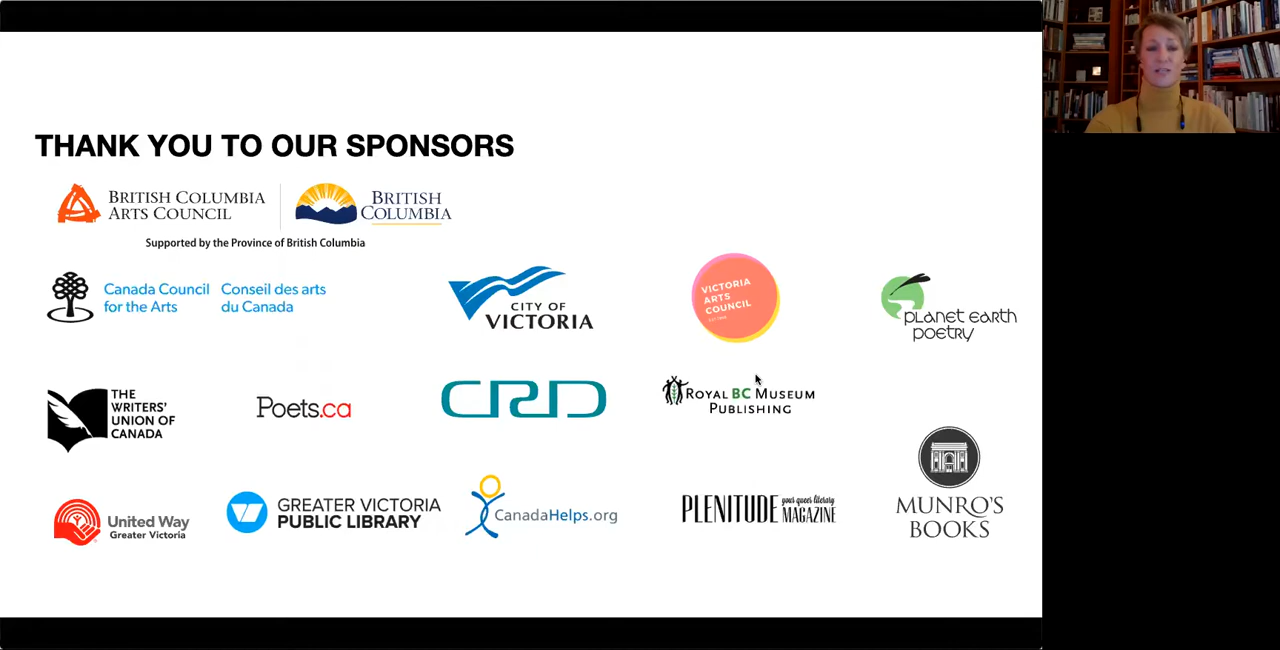 THANK YOU TO OUR SPONSORS
BRITISH COLUMBIA
ARTS COUNCIL
BRITISH
COLUMBIA
Supported by the Province of British Columbia
Canada Council
for the Arts
Conseil des arts
du Canada
CITY OF
VICTORIA
VICTORIA
ARTS
COUNCIL
planet earth
poetry
THE
WRITERS'
UNION OF
CANADA
Poets.ca
CRD
ROYAL BC MUSEUM
PUBLISHING
United Way
Greater Victoria
GREATER VICTORIA
PUBLIC LIBRARY
CanadaHelps.org
PLENITUDE your queer literary
MAGAZINE
MUNRO'S
BOOKS